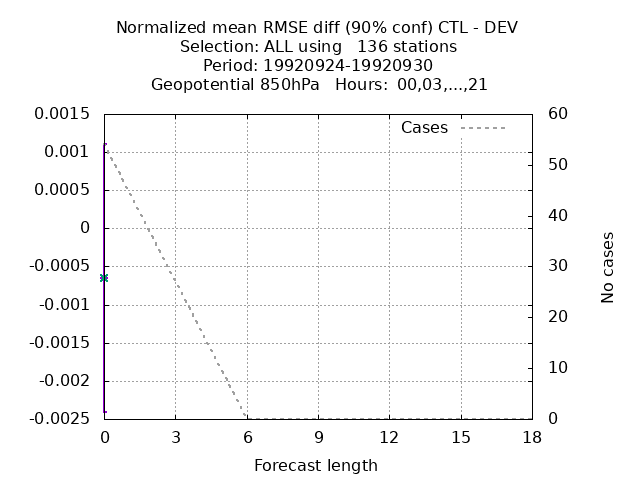 Normalized mean RMSE diff (90% conf) CTL - DEV
Selection: ALL using   136 stations
Period: 19920924-19920930
Geopotential 850hPa   Hours:  00,03,...,21
Cases
0.0015
0.001
0.0005
0
-0.0005
-0.001
-0.0015
-0.002
-0.0025
60
50
40
30
20
10
0
No cases
0 3 6 9 12 15 18
Forecast length